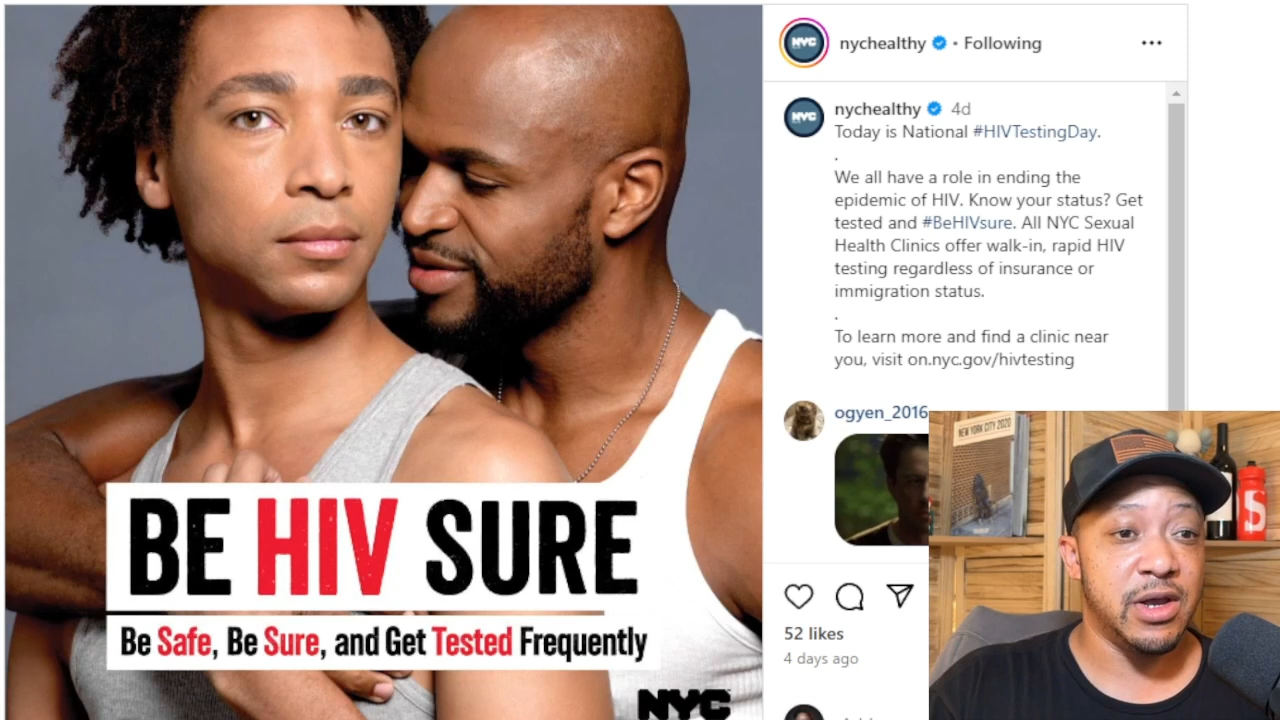 BE HIV SURE
Be Safe, Be Sure, and Get Tested Frequently
NYC
NYC
nychealthy • Following
NYC
nychealthy 4d
Today is National #HIVTestingDay.
.
We all have a role in ending the
epidemic of HIV. Know your status? Get
tested and #BeHIVsure. All NYC Sexual
Health Clinics offer walk-in, rapid HIV
testing regardless of insurance or
immigration status.
.
To learn more and find a clinic near
you, visit on.nyc.gov/hivtesting
ogyen_2016
52 likes
4 days ago
NEW YORK CITY 2020
S